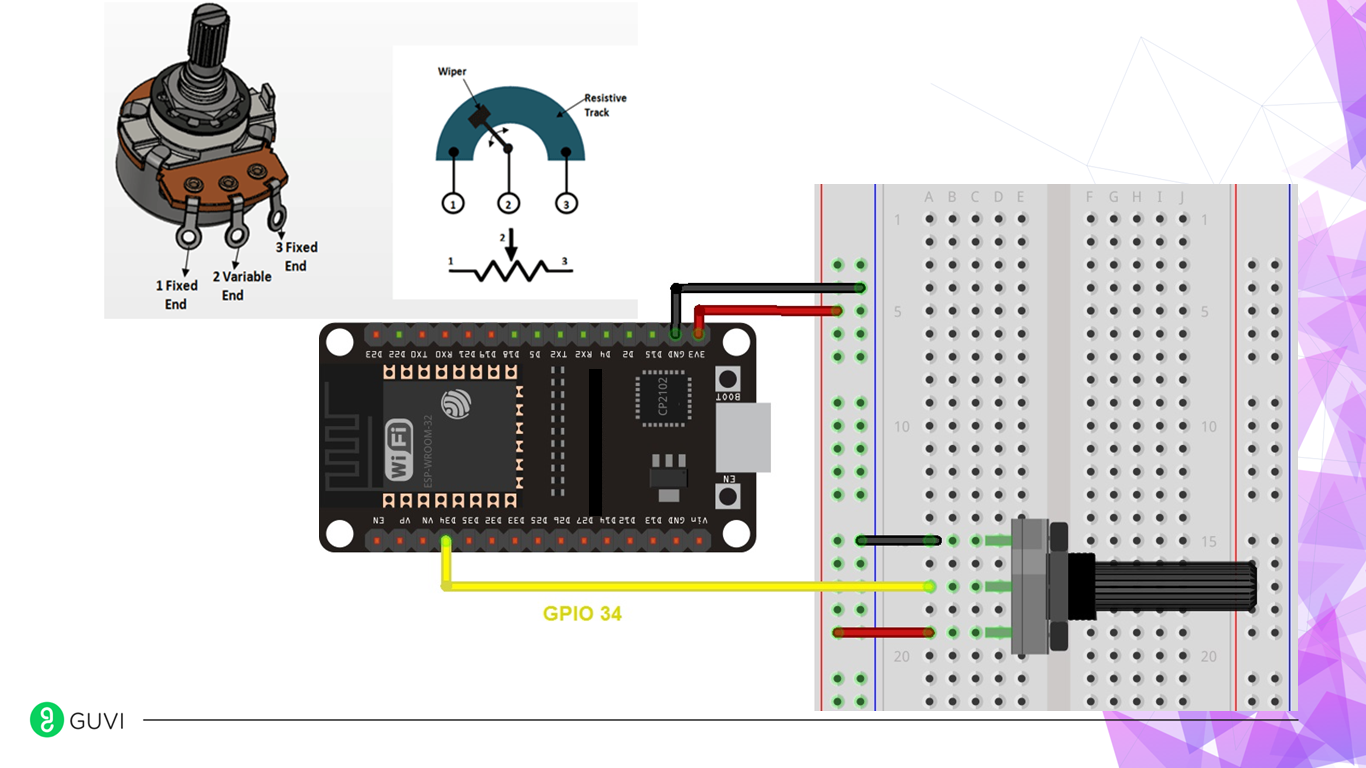 Wiper
Resistive
Track
1
2
3
2
1
3
3 Fixed
End
2 Variable
End
1 Fixed
End
A B C D E F G H I J
1 1
5 5
10 10
15 15
20 20
D23 D22 TXD RXD D21 D19 D18 D5 TX2 RX2 D4 D2 D15 GND 3V3
BOOT
CP2102
WiFi
ESP-WROOM-32
EN
EN VP VN D34 D35 D32 D33 D25 D26 D27 D14 D12 D13 GND Vin
GPIO 34
GUVI